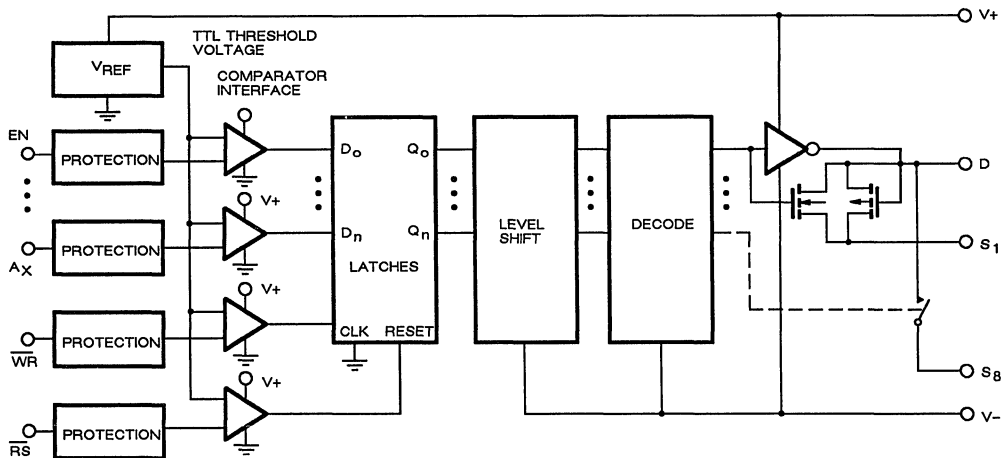 TTL THRESHOLD
VOLTAGE
V+
VREF
COMPARATOR
INTERFACE
EN
PROTECTION
Do
Qo
D
V+
AX
PROTECTION
Dn
Qn
LEVEL
SHIFT
DECODE
S1
LATCHES
V+
WR
PROTECTION
CLK
RESET
V+
S8
RS
PROTECTION
V-